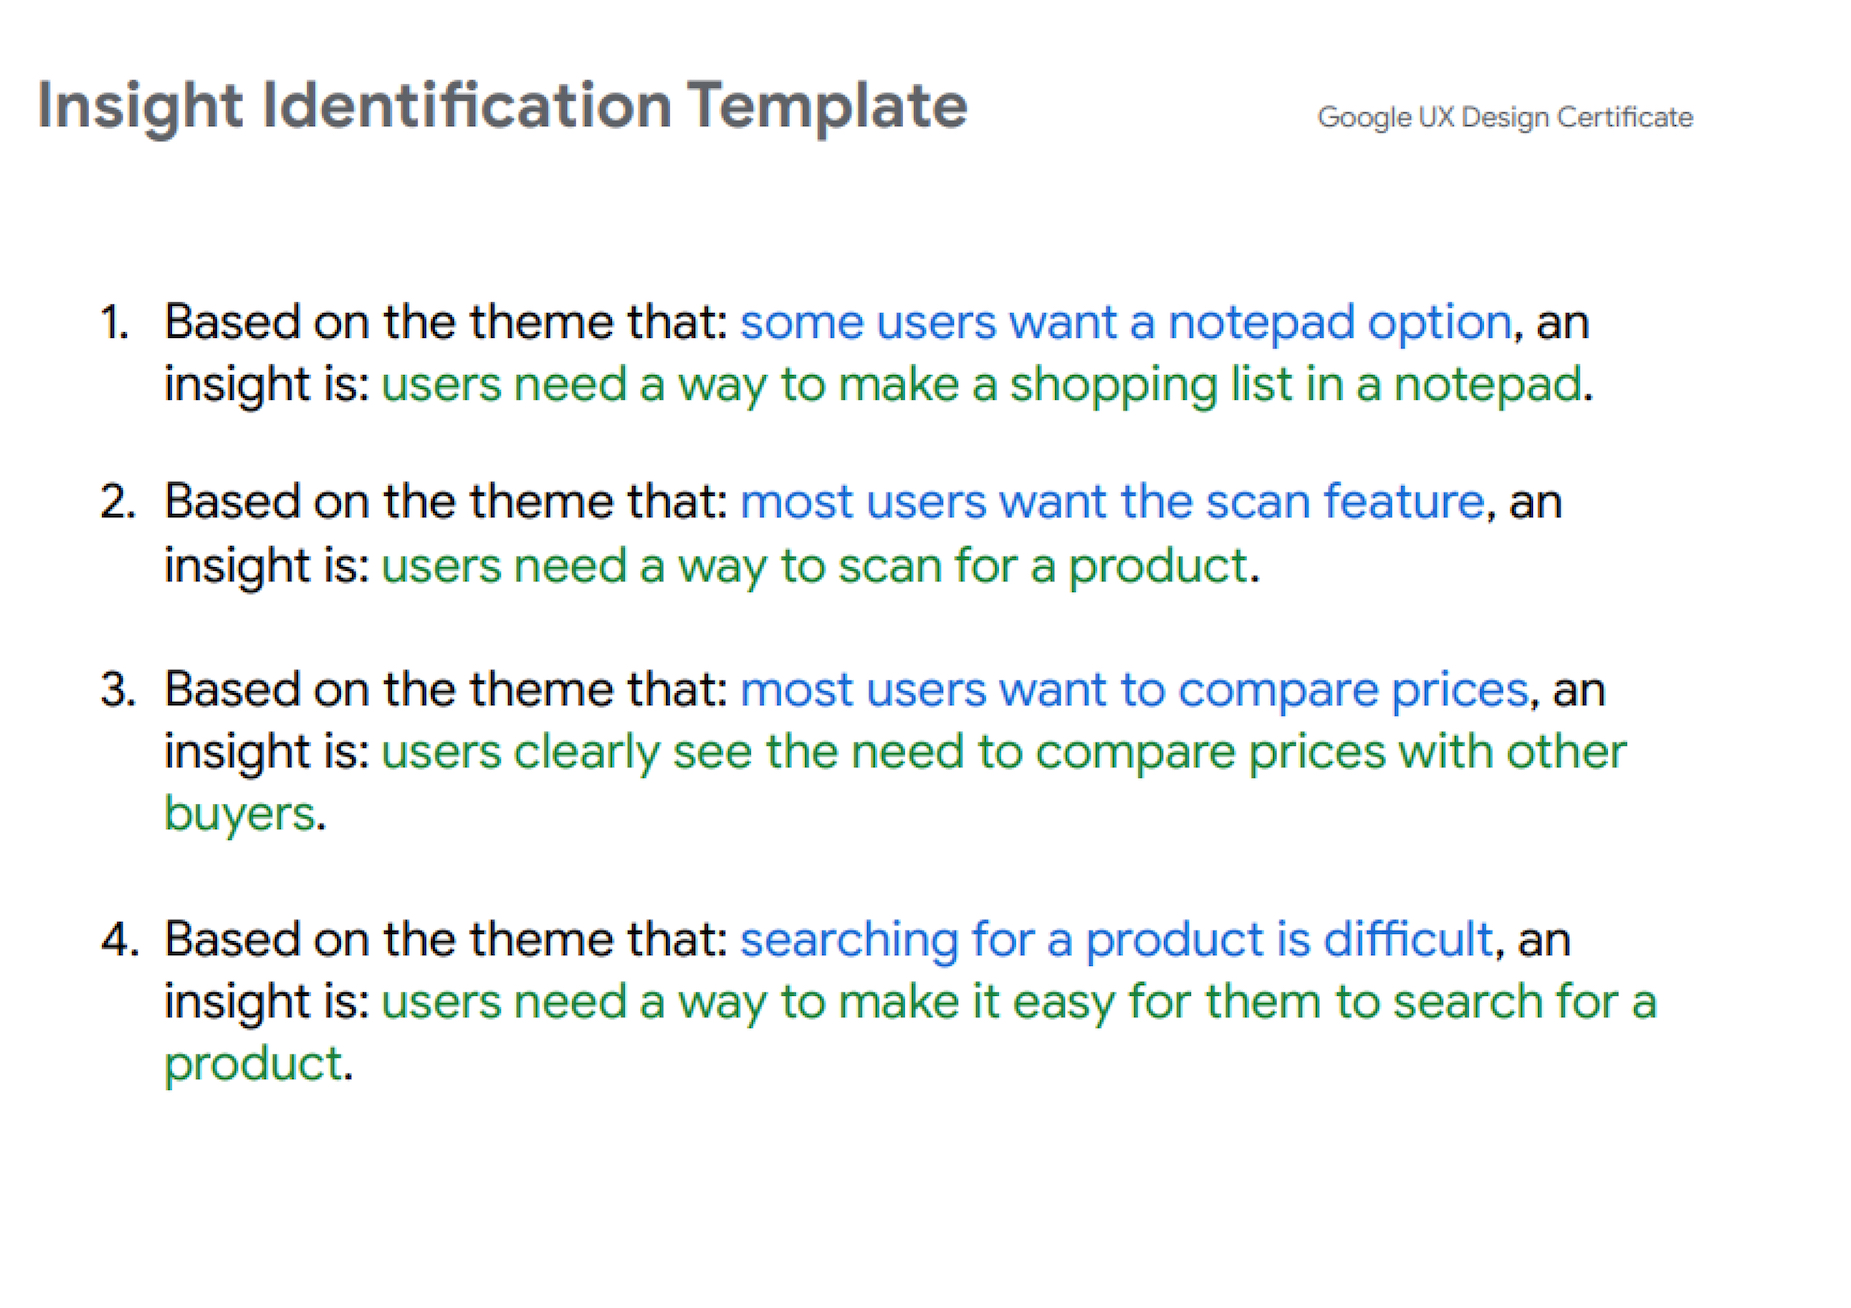 Insight Identification Template
Google UX Design Certificate
1. Based on the theme that: some users want a notepad option, an
insight is: users need a way to make a shopping list in a notepad.
2. Based on the theme that: most users want the scan feature, an
insight is: users need a way to scan for a product.
3. Based on the theme that: most users want to compare prices, an
insight is: users clearly see the need to compare prices with other
buyers.
4. Based on the theme that: searching for a product is difficult, an
insight is: users need a way to make it easy for them to search for a
product.